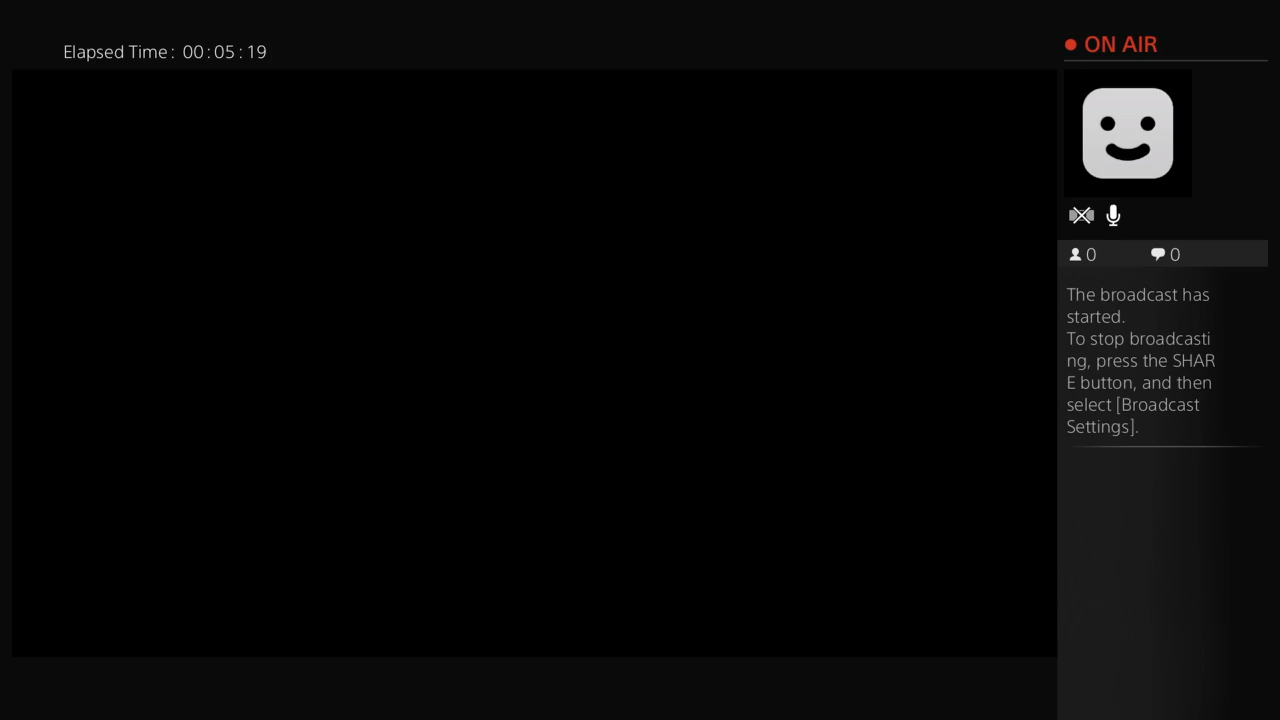 Elapsed Time: 00:05:19
ON AIR
0 0
The broadcast has
started.
To stop broadcasti
ng, press the SHAR
E button, and then
select [Broadcast
Settings].